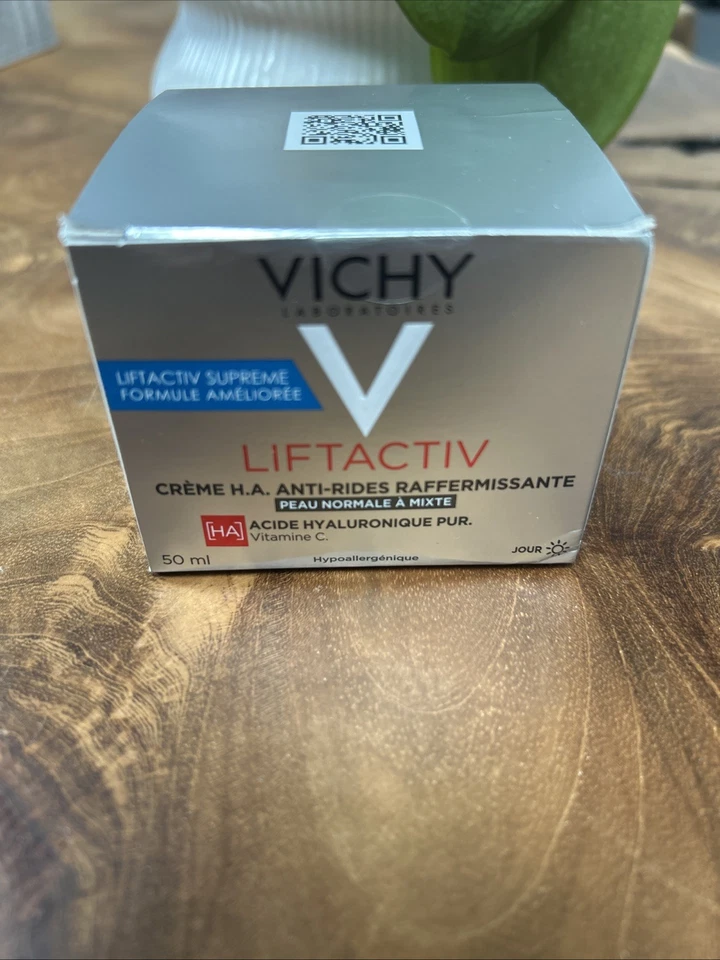 VICHY
LABORATOIRES
V
LIFTACTIV SUPREME
FORMULE AMÉLIORÉE
LIFTACTIV
CRÈME H.A. ANTI-RIDES RAFFERMISSANTE
PEAU NORMALE À MIXTE
[HA] ACIDE HYALURONIQUE PUR.
Vitamine C.
50 ml
Hypoallergénique
JOUR